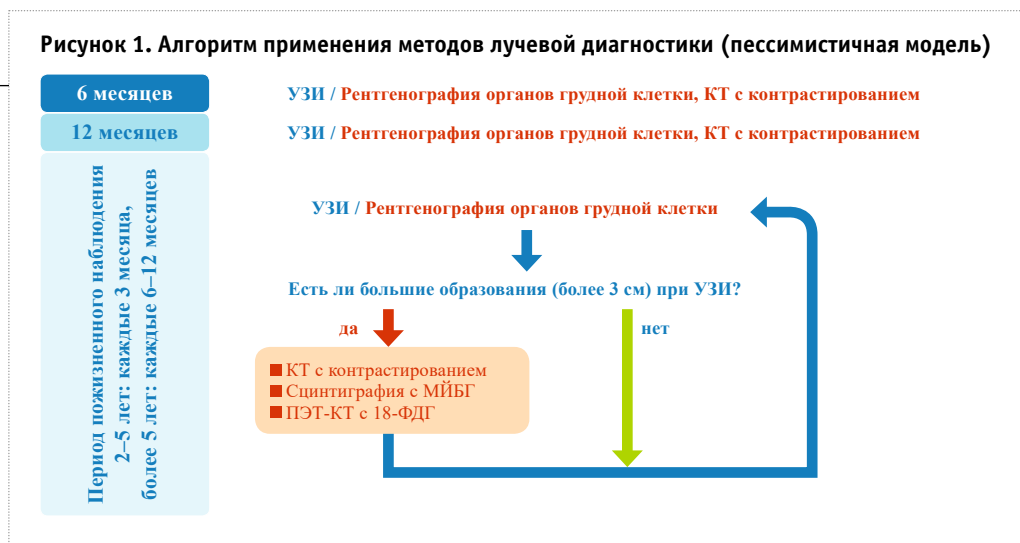 Рисунок 1. Алгоритм применения методов лучевой диагностики (пессимистичная модель)
6 месяцев
УЗИ / Рентгенография органов грудной клетки, КТ с контрастированием
12 месяцев
УЗИ / Рентгенография органов грудной клетки, КТ с контрастированием
Период пожизненного наблюдения
2–5 лет: каждые 3 месяца,
более 5 лет: каждые 6–12 месяцев
УЗИ / Рентгенография органов грудной клетки
Есть ли большие образования (более 3 см) при УЗИ?
да
нет
КТ с контрастированием
Сцинтиграфия с МЙБГ
ПЭТ-КТ с 18-ФДГ